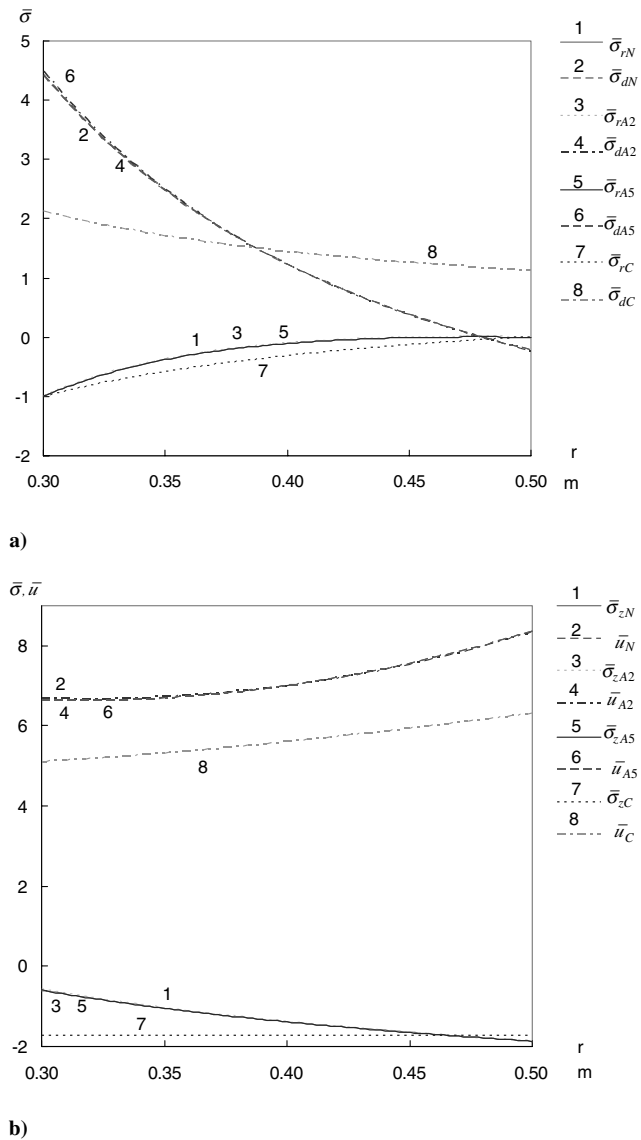 σ̄
5
4
3
2
1
0
-1
-2
0.30 0.35 0.40 0.45 0.50
r
m
6
2
4
8
1 3 5
7
1 σ̄rN
2 σ̄dN
3 σ̄rA2
4 σ̄dA2
5 σ̄rA5
6 σ̄dA5
7 σ̄rC
8 σ̄dC
a)
σ̄, ū
8
6
4
2
0
-2
0.30 0.35 0.40 0.45 0.50
r
m
2
4 6
8
1
3 5
7
1 σ̄zN
2 ūN
3 σ̄zA2
4 ūA2
5 σ̄zA5
6 ūA5
7 σ̄zC
8 ūC
b)